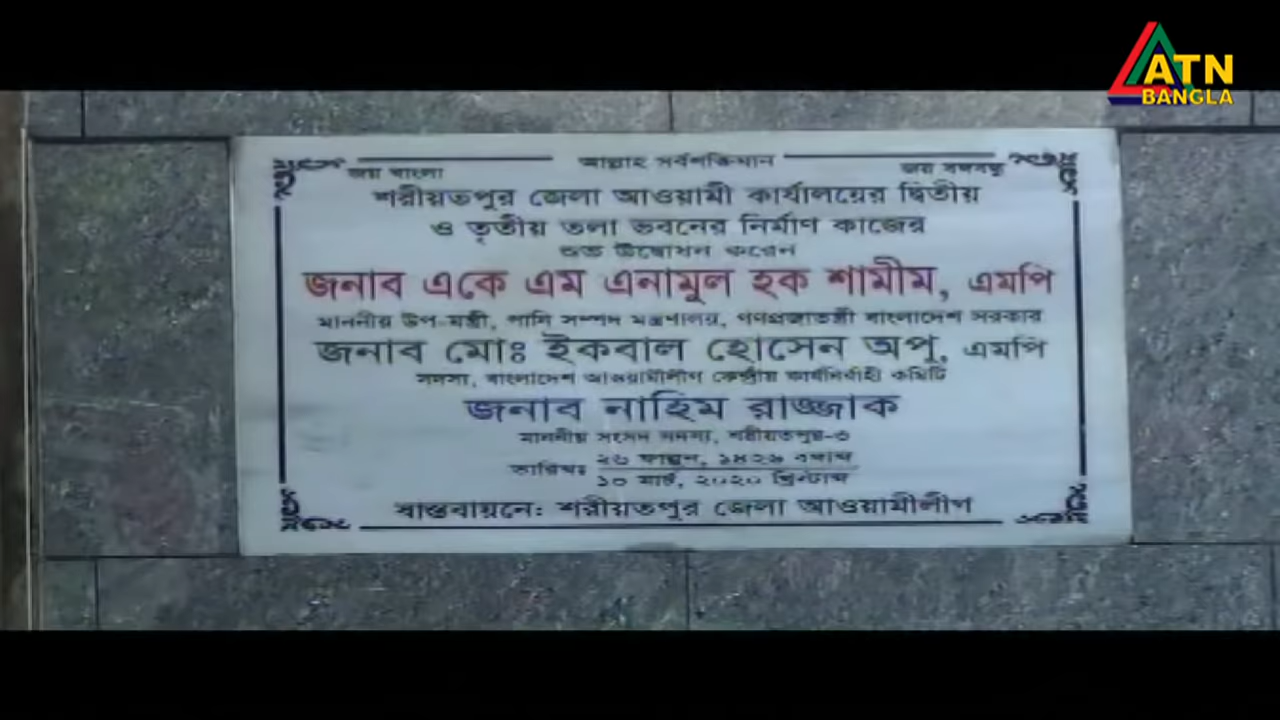 ATN
BANGLA
আল্লাহ সর্বশক্তিমান
জয় বাংলা
জয় বঙ্গবন্ধু
শরীয়তপুর জেলা আওয়ামী কার্যালয়ের দ্বিতীয়
ও তৃতীয় তলা ভবনের নির্মাণ কাজের
শুভ উদ্বোধন করেন
জনাব একে এম এনামুল হক শামীম, এমপি
মাননীয় উপ-মন্ত্রী, পানি সম্পদ মন্ত্রণালয়, গণপ্রজাতন্ত্রী বাংলাদেশ সরকার
জনাব মোঃ ইকবাল হোসেন অপু, এমপি
সদস্য, বাংলাদেশ আওয়ামীলীগ কেন্দ্রীয় কার্যনির্বাহী কমিটি
জনাব নাহিম রাজ্জাক
মাননীয় সংসদ সদস্য, শরীয়তপুর-৩
তারিখঃ ২৬ ফাল্গুন, ১৪২৬ বঙ্গাব্দ
১০ মার্চ, ২০২০ খ্রিস্টাব্দ
বাস্তবায়নে: শরীয়তপুর জেলা আওয়ামীলীগ